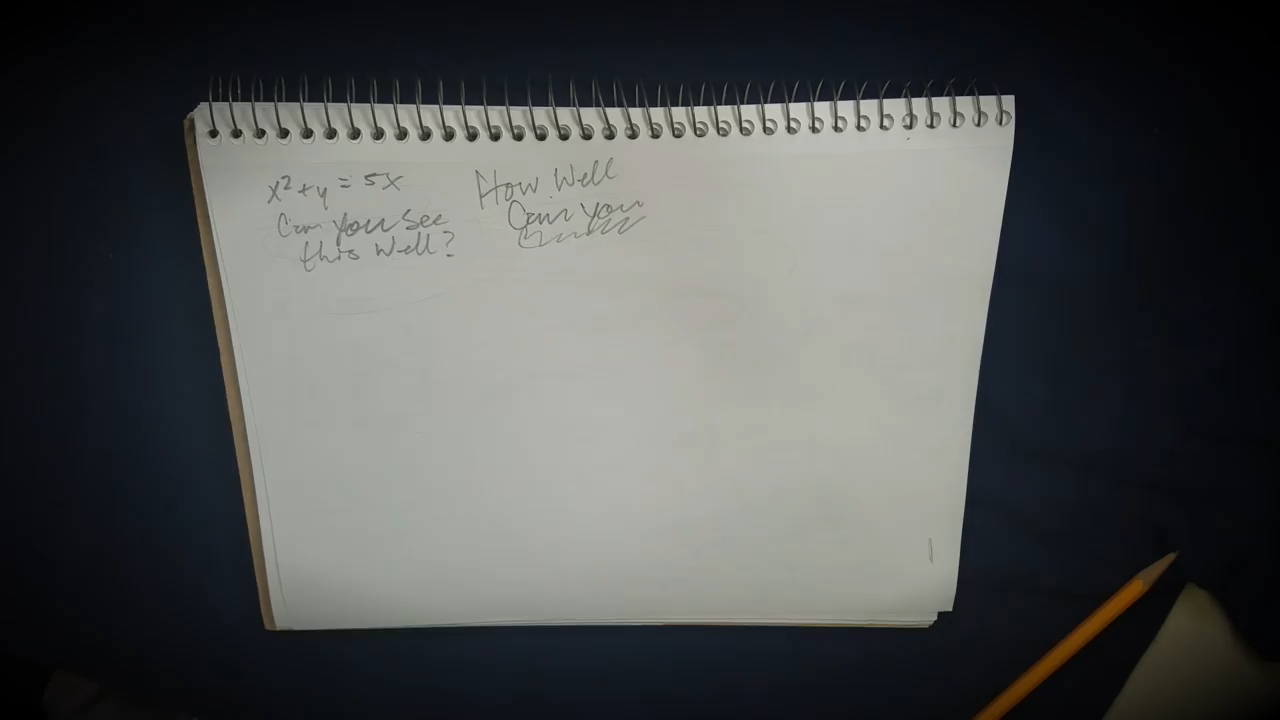 x² + y = 5x
Can you see
this well?
How Well
Can you